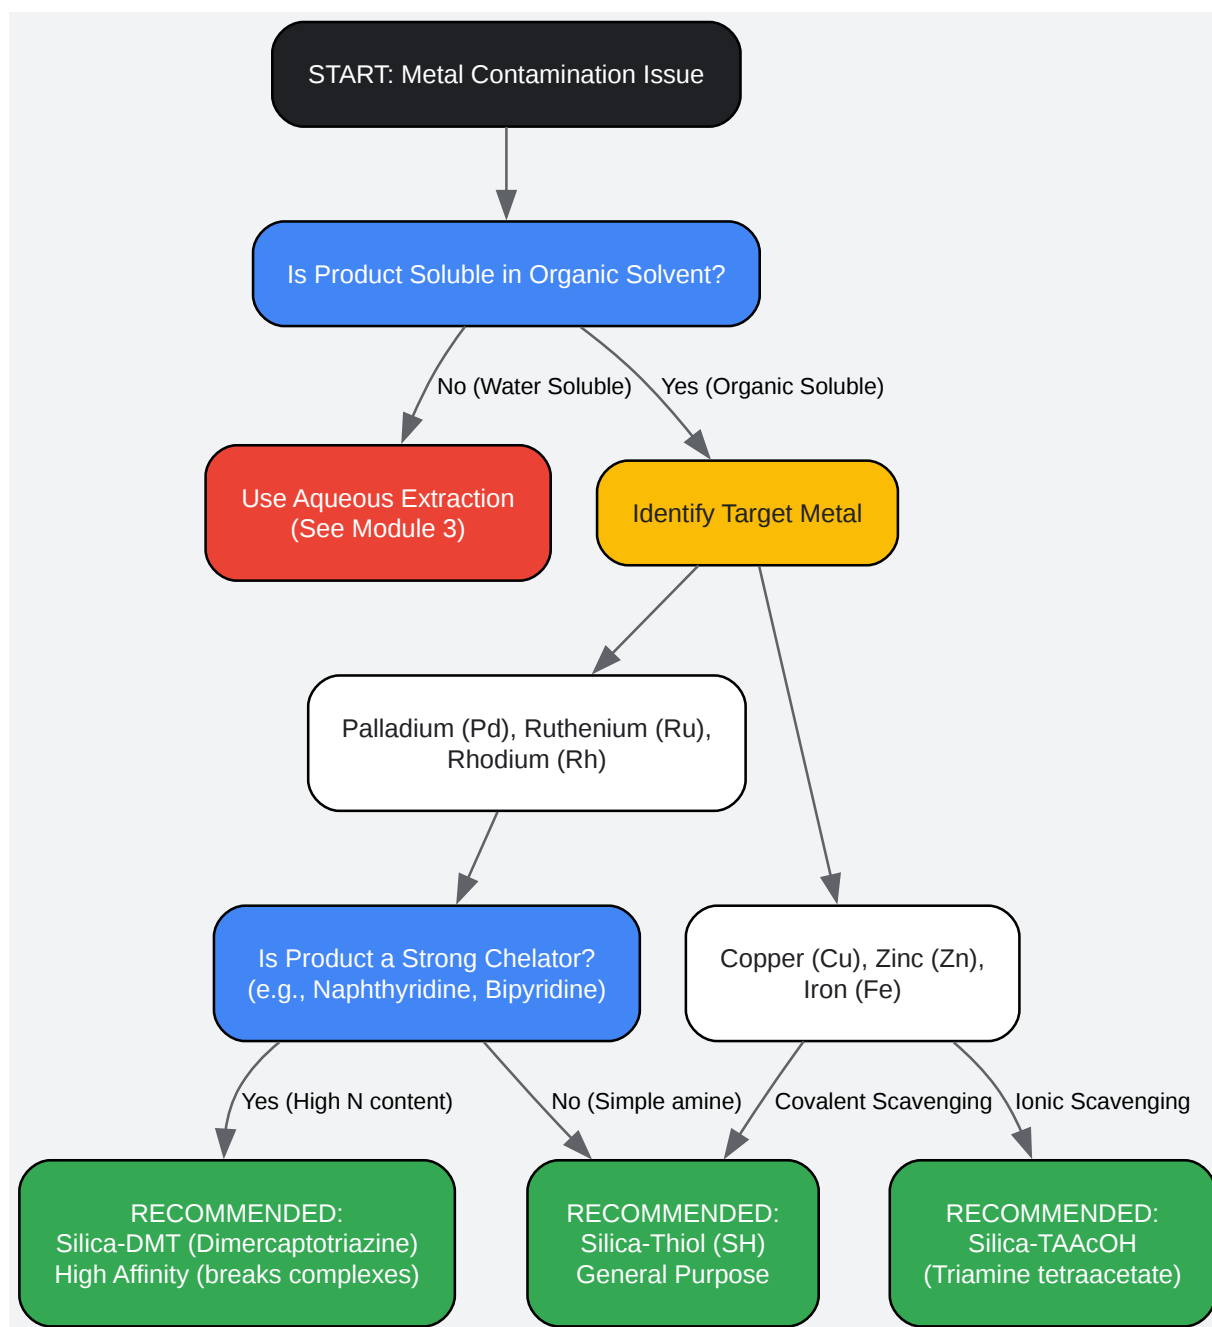 START: Metal Contamination Issue
Is Product Soluble in Organic Solvent?
No (Water Soluble)
Yes (Organic Soluble)
Use Aqueous Extraction
(See Module 3)
Identify Target Metal
Palladium (Pd), Ruthenium (Ru),
Rhodium (Rh)
Is Product a Strong Chelator?
(e.g., Naphthyridine, Bipyridine)
Copper (Cu), Zinc (Zn),
Iron (Fe)
Yes (High N content)
No (Simple amine)
Covalent Scavenging
Ionic Scavenging
RECOMMENDED:
Silica-DMT (Dimercaptotriazine)
High Affinity (breaks complexes)
RECOMMENDED:
Silica-Thiol (SH)
General Purpose
RECOMMENDED:
Silica-TAAcOH
(Triamine tetraacetate)